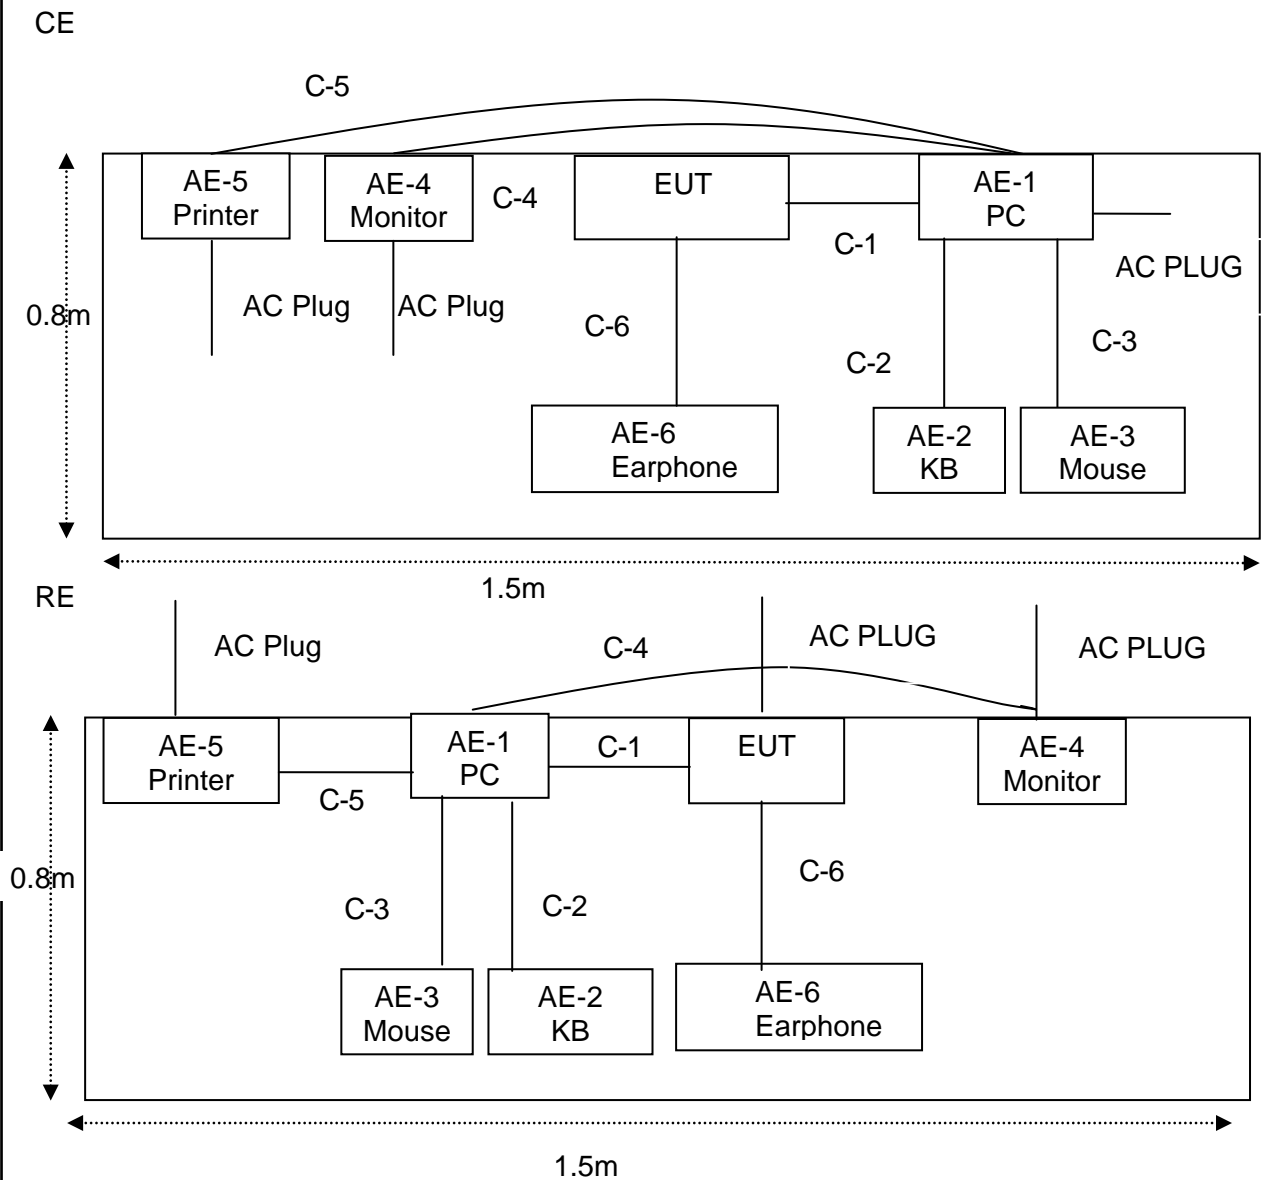 CE
C-5
AE-5
Printer
AE-4
Monitor
C-4
EUT
AE-1
PC
C-1
AC PLUG
AC Plug
AC Plug
0.8m
C-6
C-2
C-3
AE-6
Earphone
AE-2
KB
AE-3
Mouse
1.5m
RE
AC Plug
C-4
AC PLUG
AC PLUG
AE-5
Printer
AE-1
PC
C-1
EUT
AE-4
Monitor
C-5
0.8m
C-3
C-2
C-6
AE-3
Mouse
AE-2
KB
AE-6
Earphone
1.5m